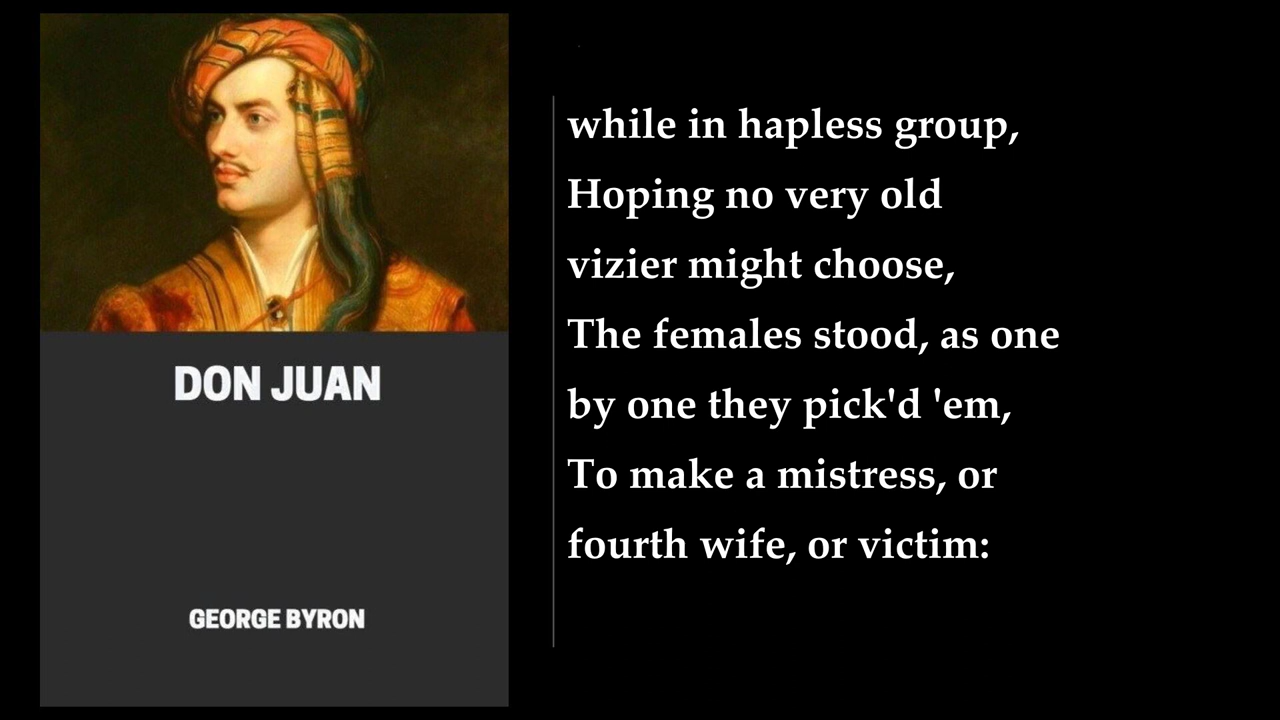 DON JUAN
GEORGE BYRON
while in hapless group,
Hoping no very old
vizier might choose,
The females stood, as one
by one they pick'd 'em,
To make a mistress, or
fourth wife, or victim: